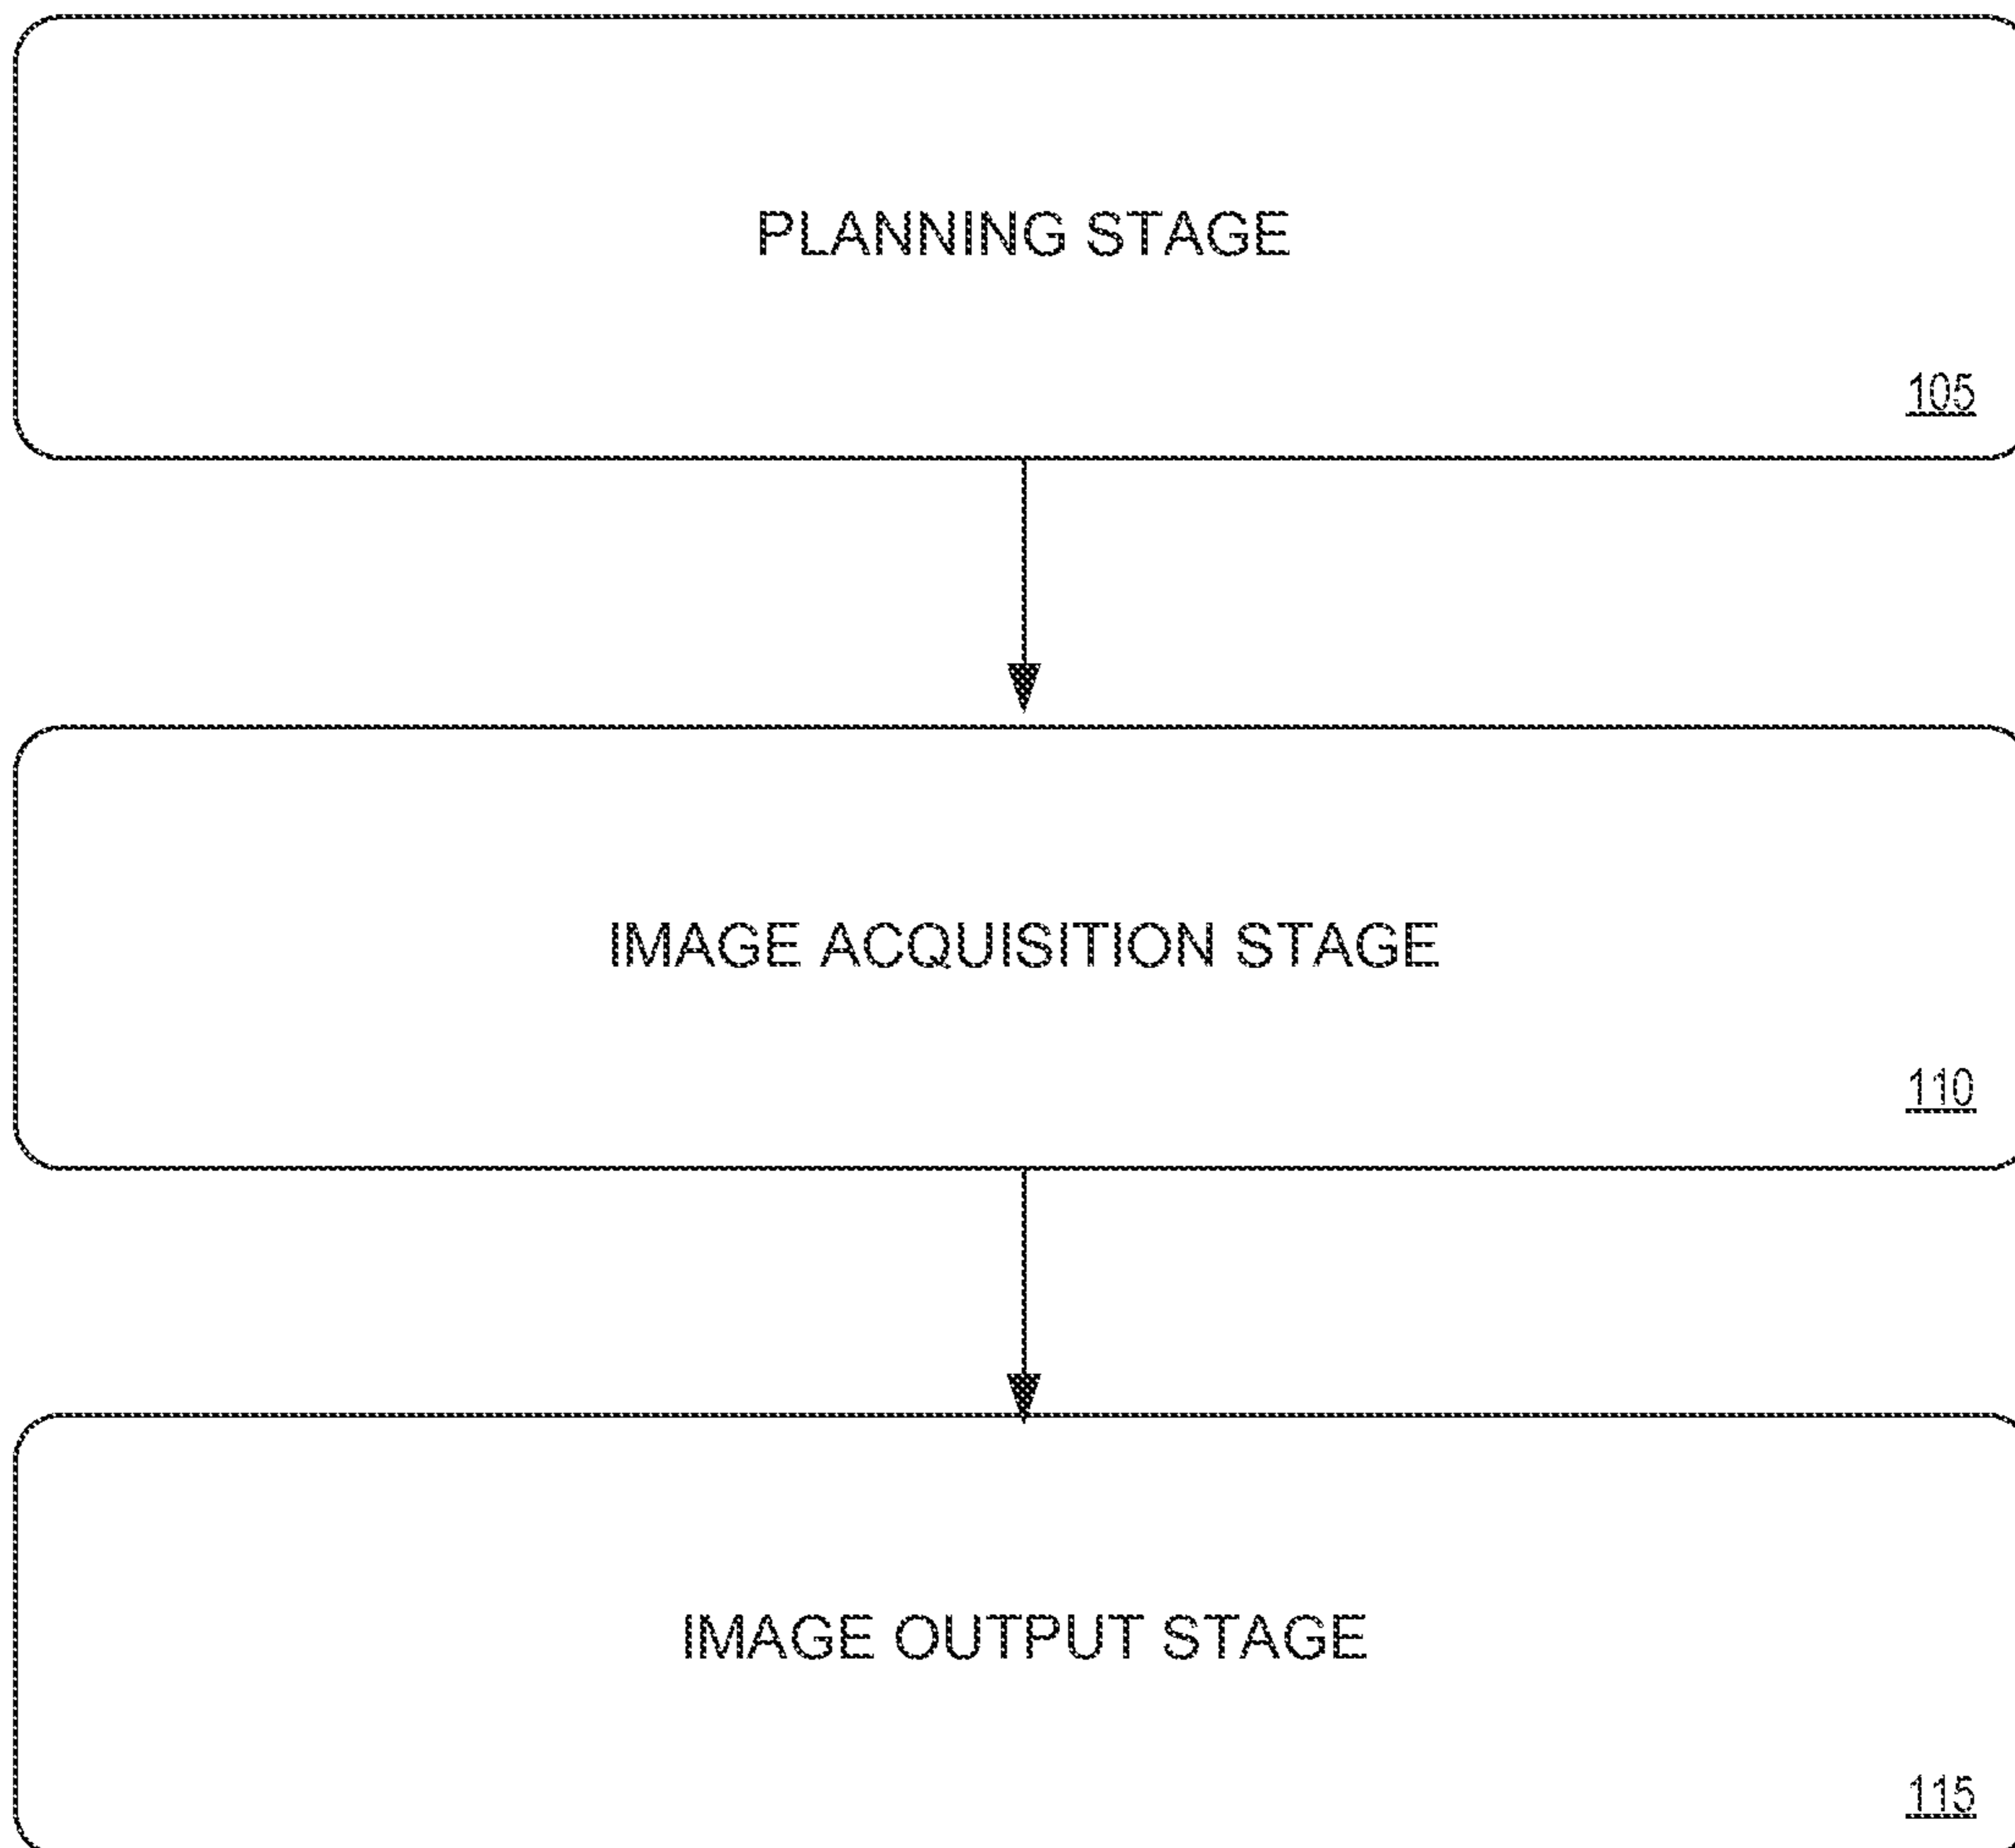 PLANNING STAGE
105
IMAGE ACQUISITION STAGE
110
IMAGE OUTPUT STAGE
115